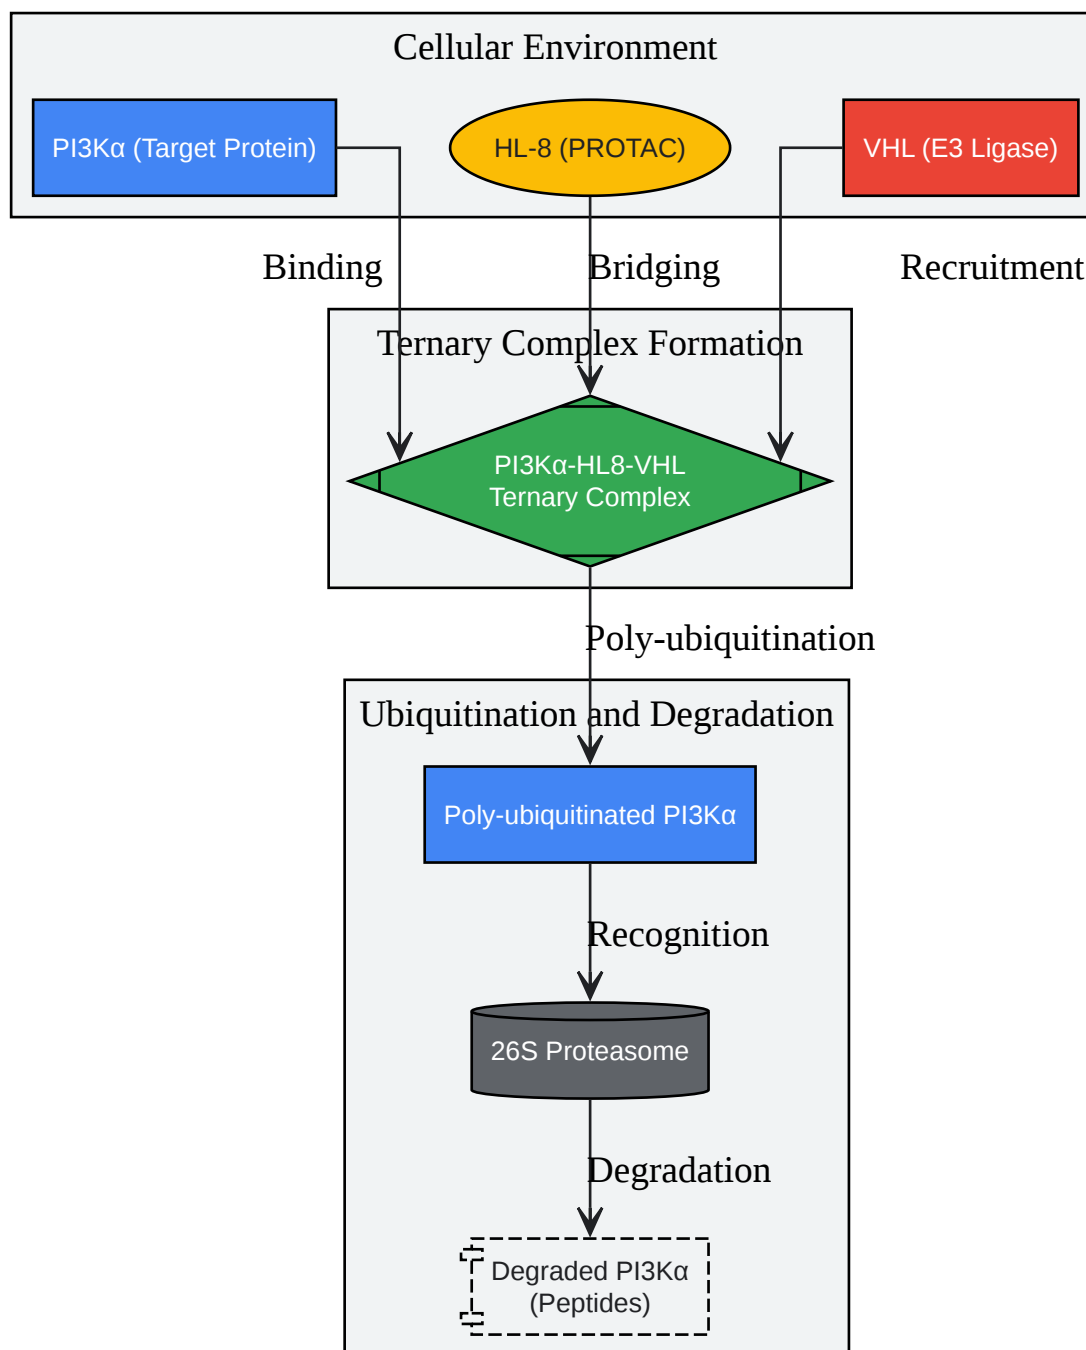 Cellular Environment
PI3Kα (Target Protein)
HL-8 (PROTAC)
VHL (E3 Ligase)
Binding
Bridging
Recruitment
Ternary Complex Formation
PI3Kα-HL8-VHL
Ternary Complex
Poly-ubiquitination
Ubiquitination and Degradation
Poly-ubiquitinated PI3Kα
Recognition
26S Proteasome
Degradation
Degraded PI3Kα
(Peptides)